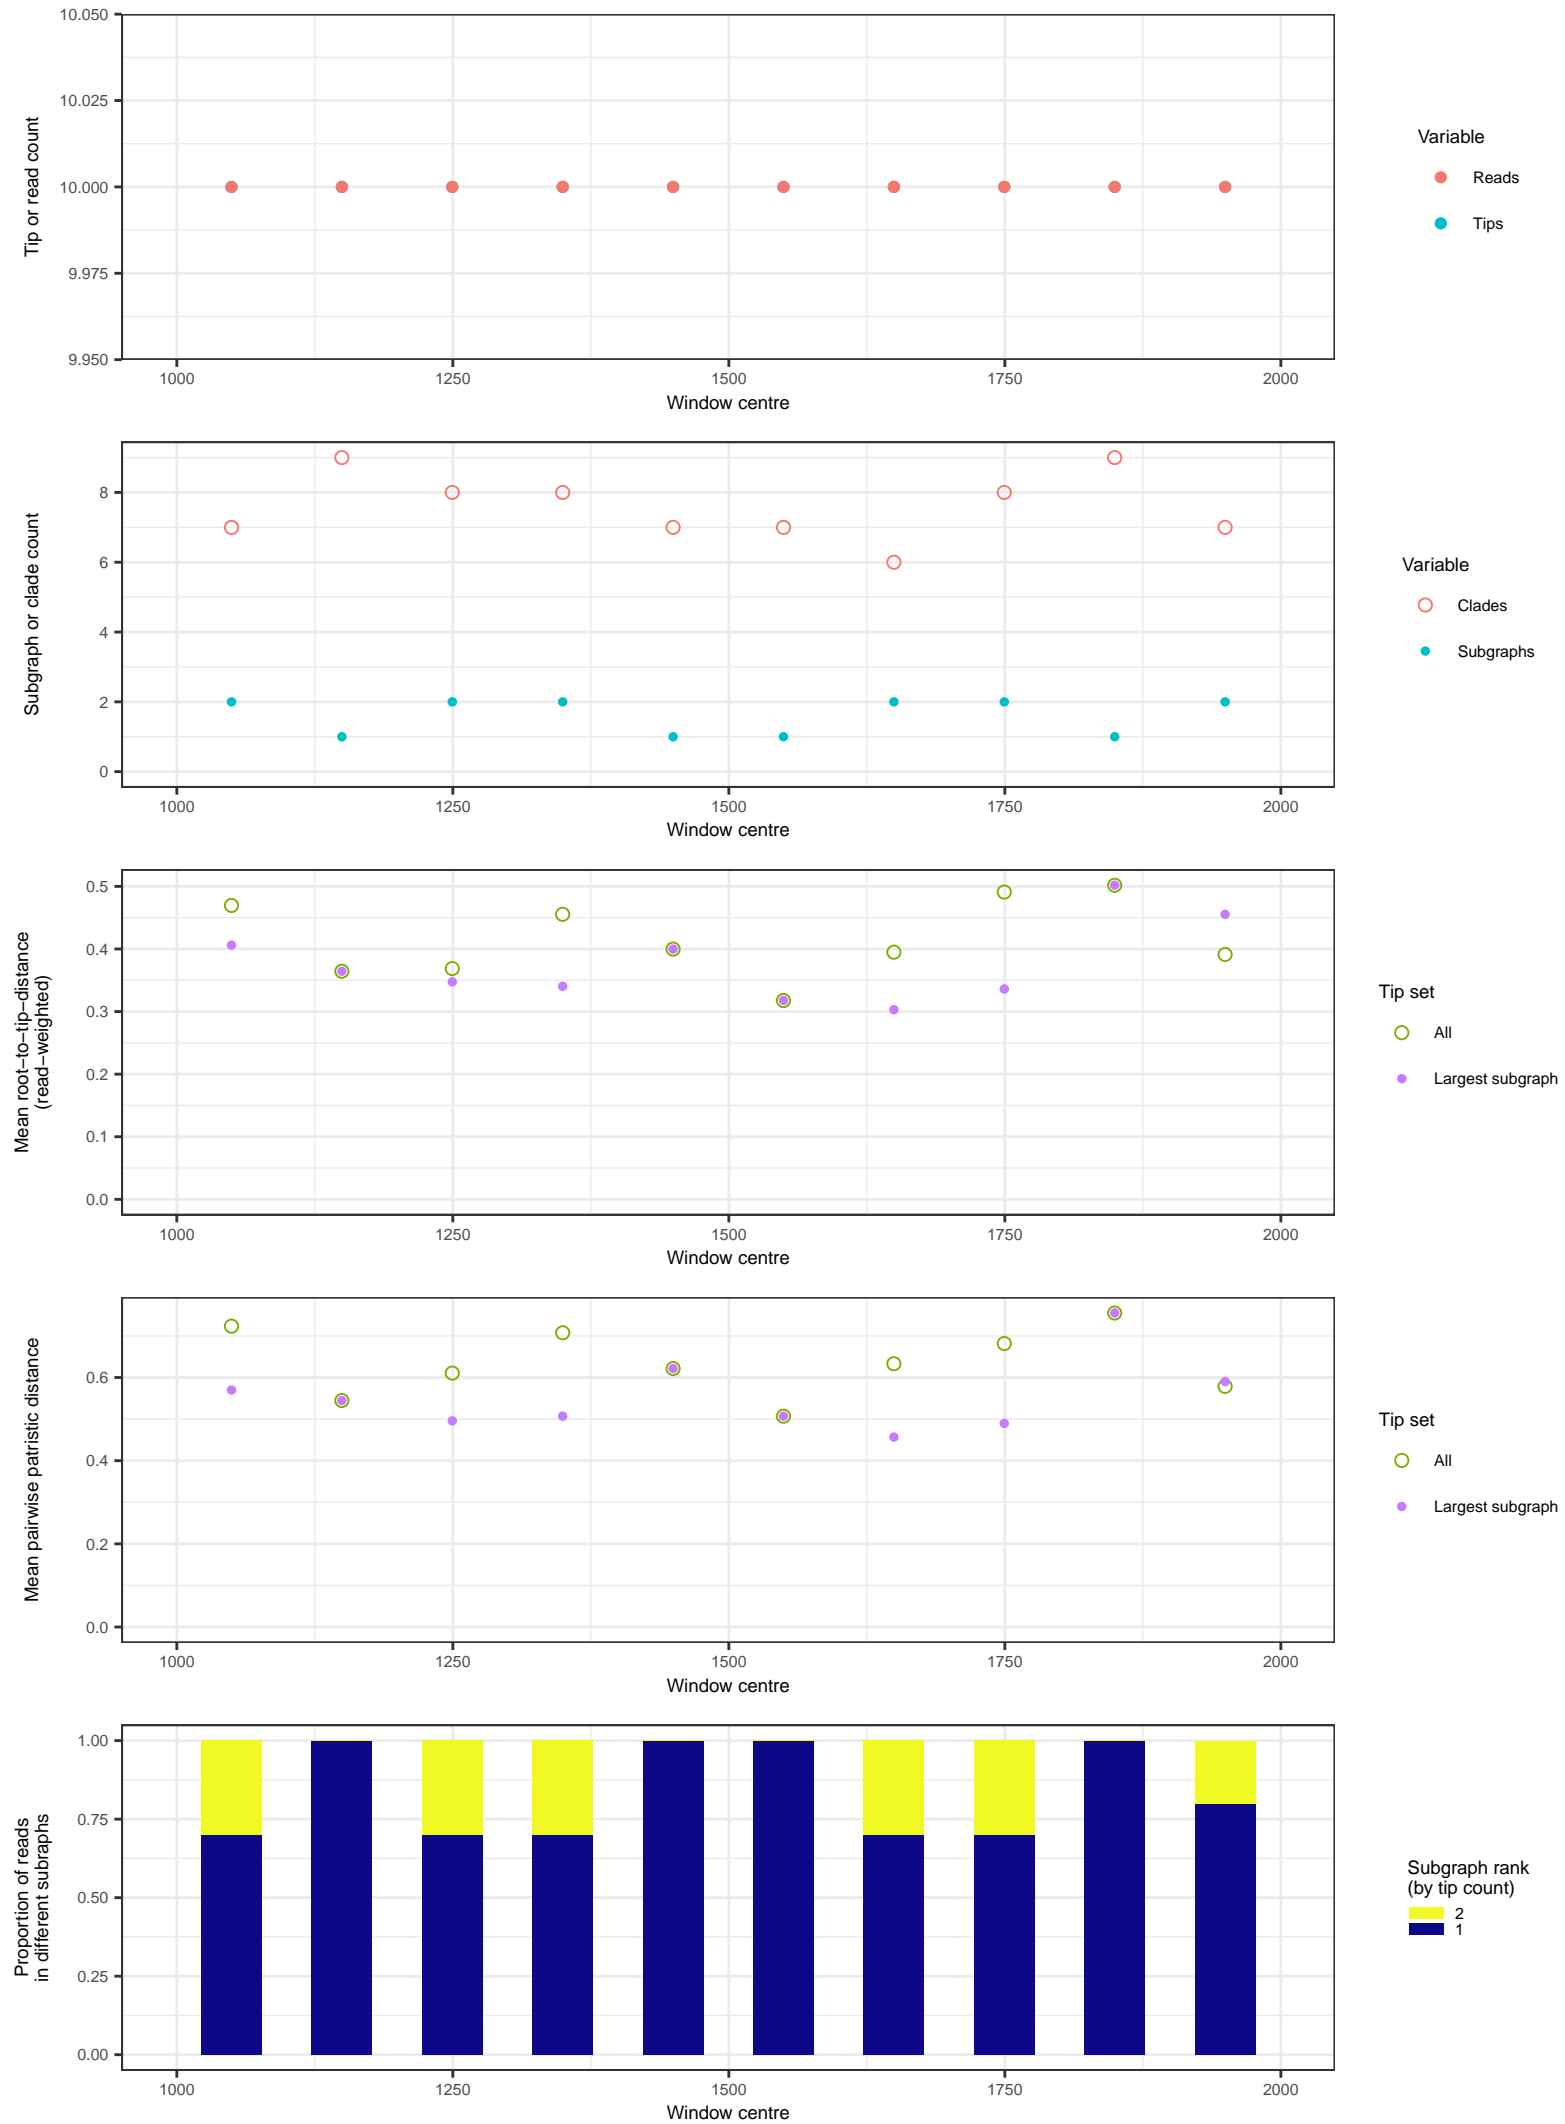 10.050
10.025
10.000
9.975
9.950
Tip or read count
1000 1250 1500 1750 2000
Window centre
Variable
Reads
Tips
8
6
4
2
0
Subgraph or clade count
1000 1250 1500 1750 2000
Window centre
Variable
Clades
Subgraphs
0.5
0.4
0.3
0.2
0.1
0.0
Mean root−to−tip−distance
(read−weighted)
1000 1250 1500 1750 2000
Window centre
Tip set
All
Largest subgraph
0.6
0.4
0.2
0.0
Mean pairwise patristic distance
1000 1250 1500 1750 2000
Window centre
Tip set
All
Largest subgraph
1.00
0.75
0.50
0.25
0.00
Proportion of reads
in different subraphs
1000 1250 1500 1750 2000
Window centre
Subgraph rank
(by tip count)
2
1